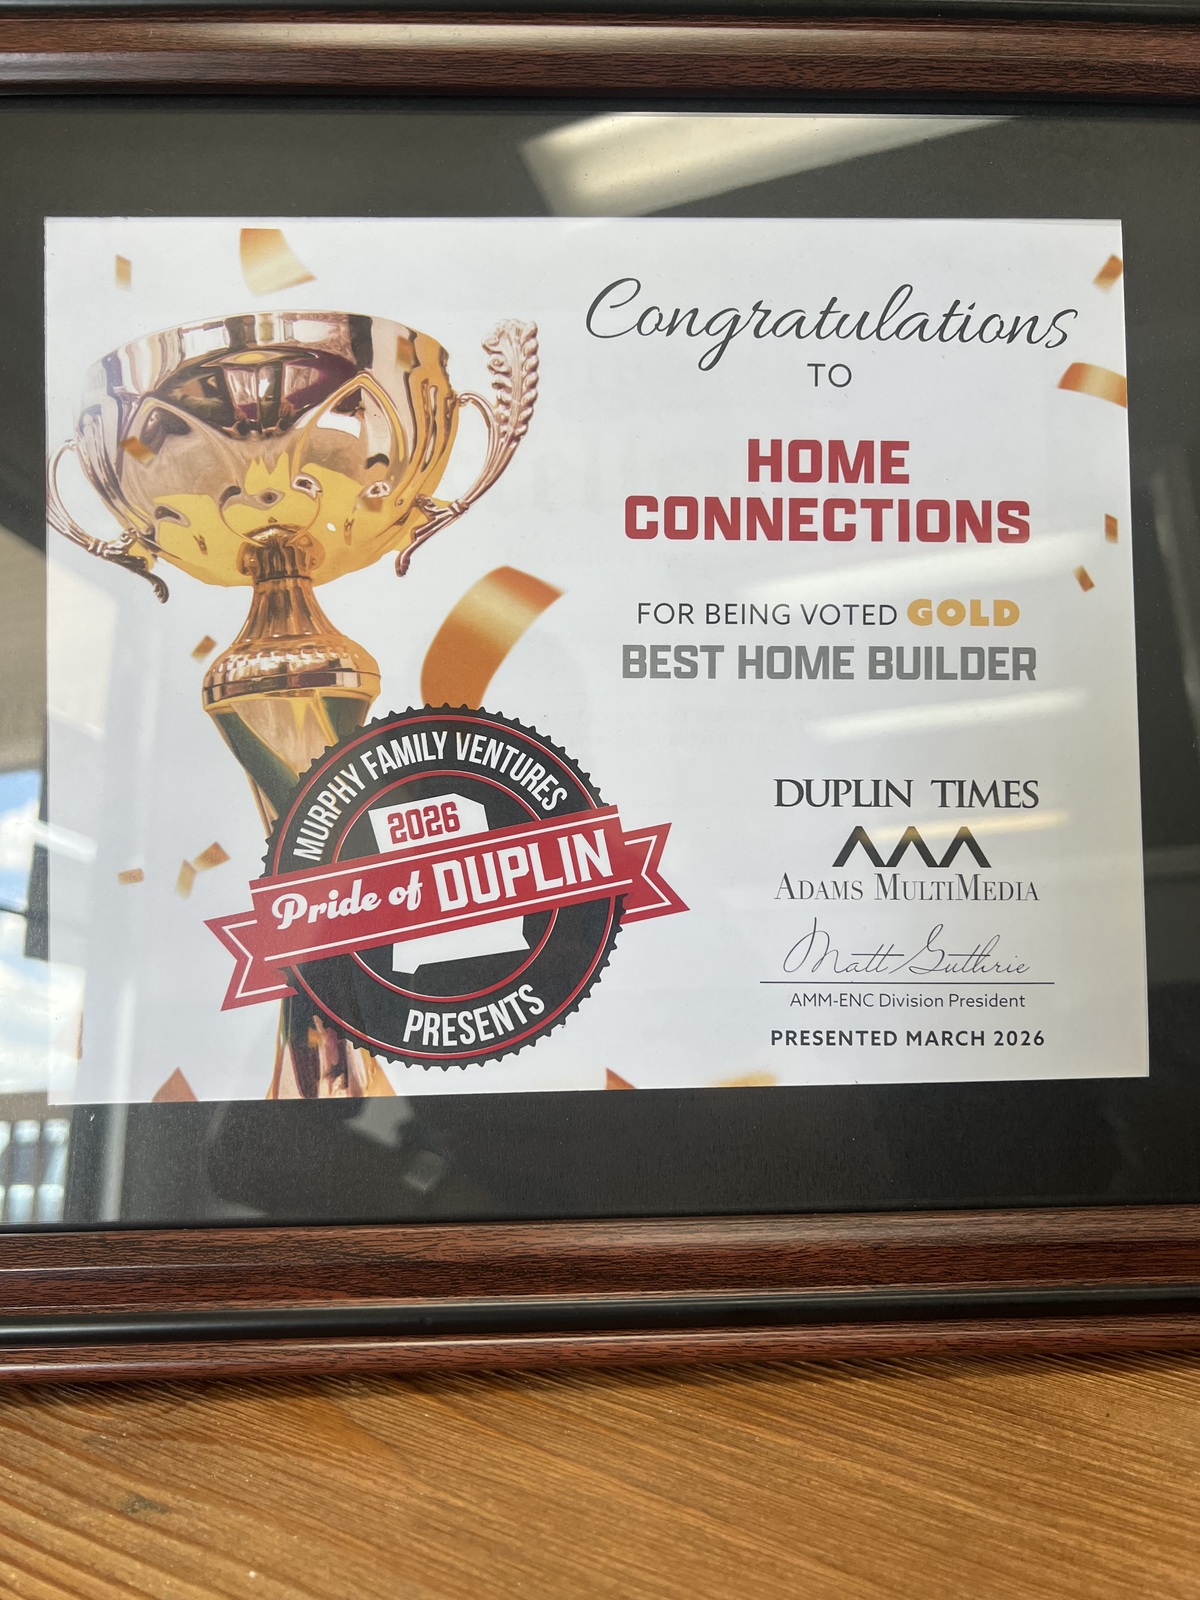 Congratulations
TO
HOME
CONNECTIONS
FOR BEING VOTED GOLD
BEST HOME BUILDER
MURPHY FAMILY VENTURES
2026
Pride of DUPLIN
PRESENTS
DUPLIN TIMES
ADAMS MULTIMEDIA
Matt Guthrie
AMM-ENC Division President
PRESENTED MARCH 2026